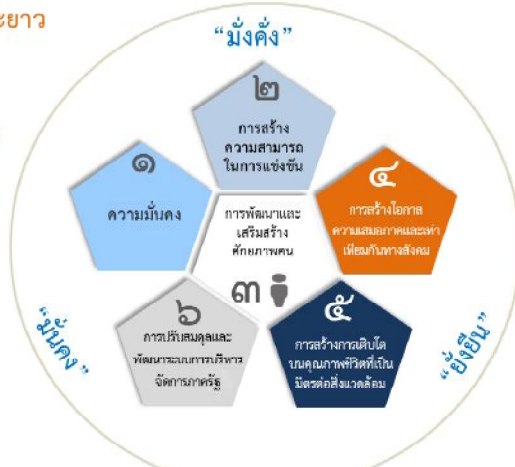 ะยาว
“มั่งคั่ง”
๒
การสร้าง
ความสามารถ
ในการแข่งขัน
๑
ความมั่นคง
๔
การสร้างโอกาส
ความเสมอภาคและเท่า
เทียมกันทางสังคม
การพัฒนาและ
เสริมสร้าง
ศักยภาพคน
๓
๖
การปรับสมดุลและ
พัฒนาระบบการบริหาร
จัดการภาครัฐ
๕
การสร้างการเติบโต
บนคุณภาพชีวิตที่เป็น
มิตรต่อสิ่งแวดล้อม
“มั่นคง”
“ยั่งยืน”